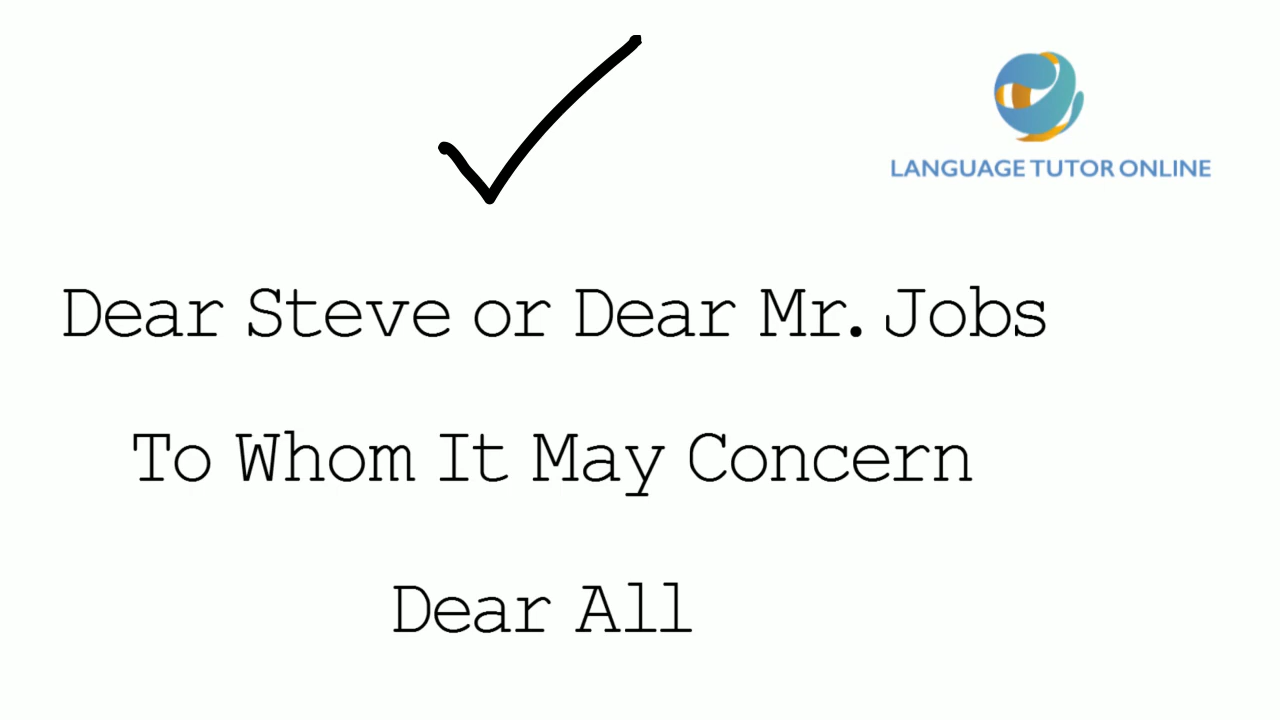 LANGUAGE TUTOR ONLINE
Dear Steve or Dear Mr. Jobs
To Whom It May Concern
Dear All